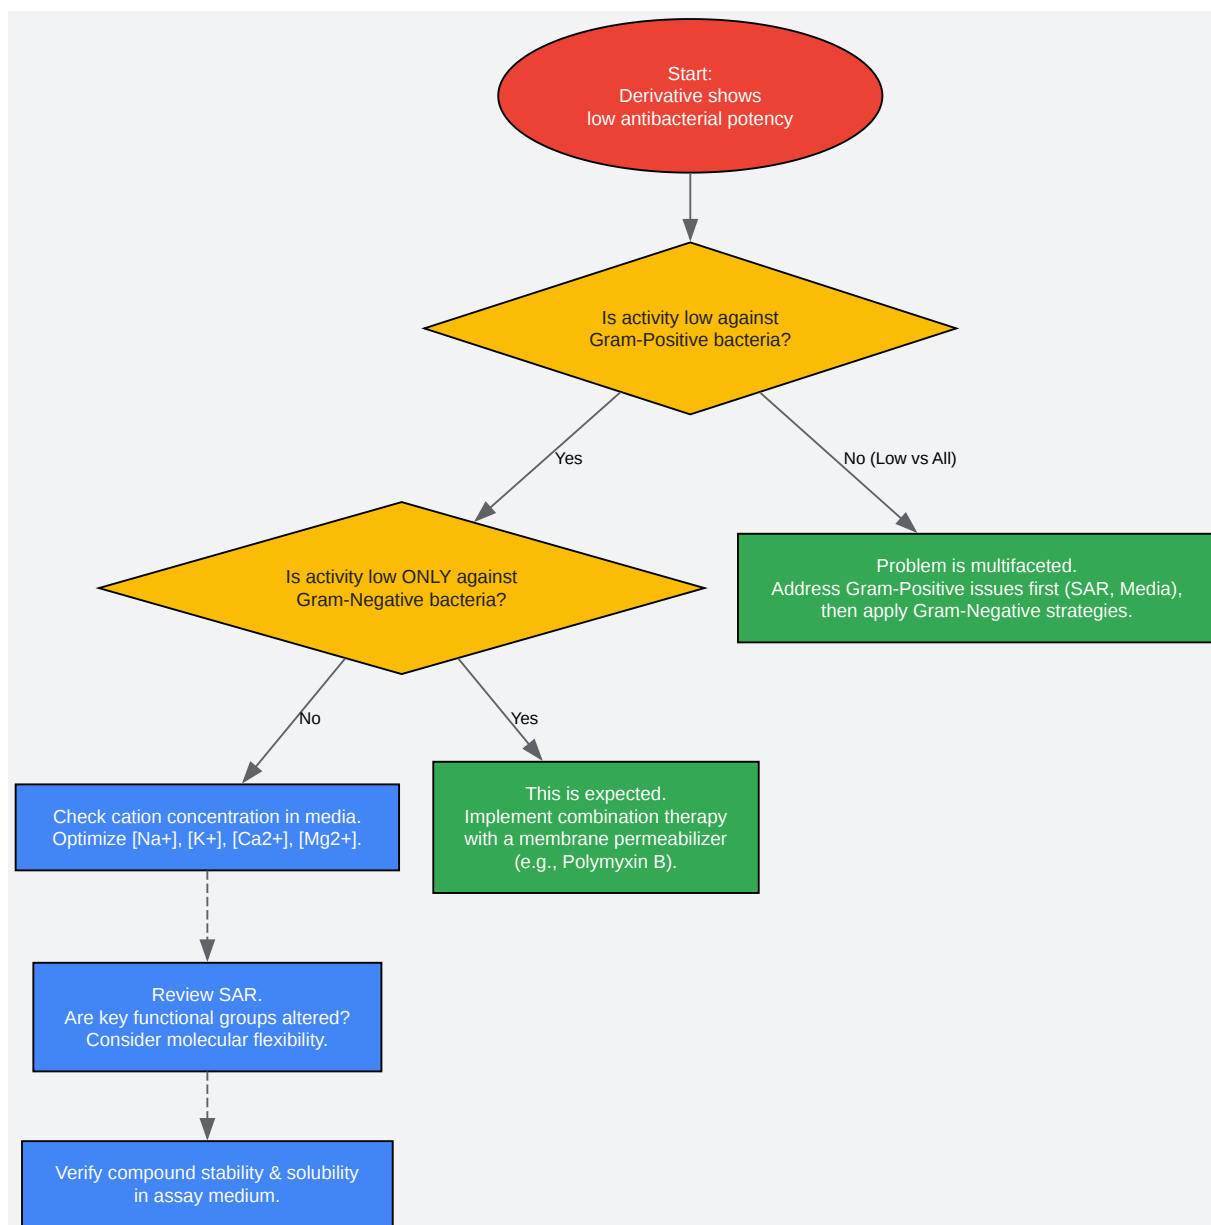 Start:
Derivative shows
low antibacterial potency
Is activity low against
Gram-Positive bacteria?
Yes
No (Low vs All)
Is activity low ONLY against
Gram-Negative bacteria?
Problem is multifaceted.
Address Gram-Positive issues first (SAR, Media),
then apply Gram-Negative strategies.
No
Yes
Check cation concentration in media.
Optimize [Na+], [K+], [Ca2+], [Mg2+].
This is expected.
Implement combination therapy
with a membrane permeabilizer
(e.g., Polymyxin B).
Review SAR.
Are key functional groups altered?
Consider molecular flexibility.
Verify compound stability & solubility
in assay medium.